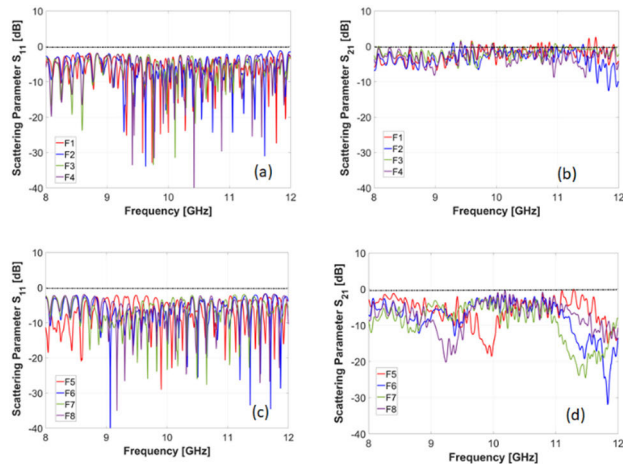 10
0
-10
-20
-30
-40
Scattering Parameter S11 [dB]
F1
F2
F3
F4
(a)
8 9 10 11 12
Frequency [GHz]
10
0
-10
-20
-30
-40
Scattering Parameter S21 [dB]
F1
F2
F3
F4
(b)
8 9 10 11 12
Frequency [GHz]
10
0
-10
-20
-30
-40
Scattering Parameter S11 [dB]
F5
F6
F7
F8
(c)
8 9 10 11 12
Frequency [GHz]
10
0
-10
-20
-30
-40
Scattering Parameter S21 [dB]
F5
F6
F7
F8
(d)
8 9 10 11 12
Frequency [GHz]